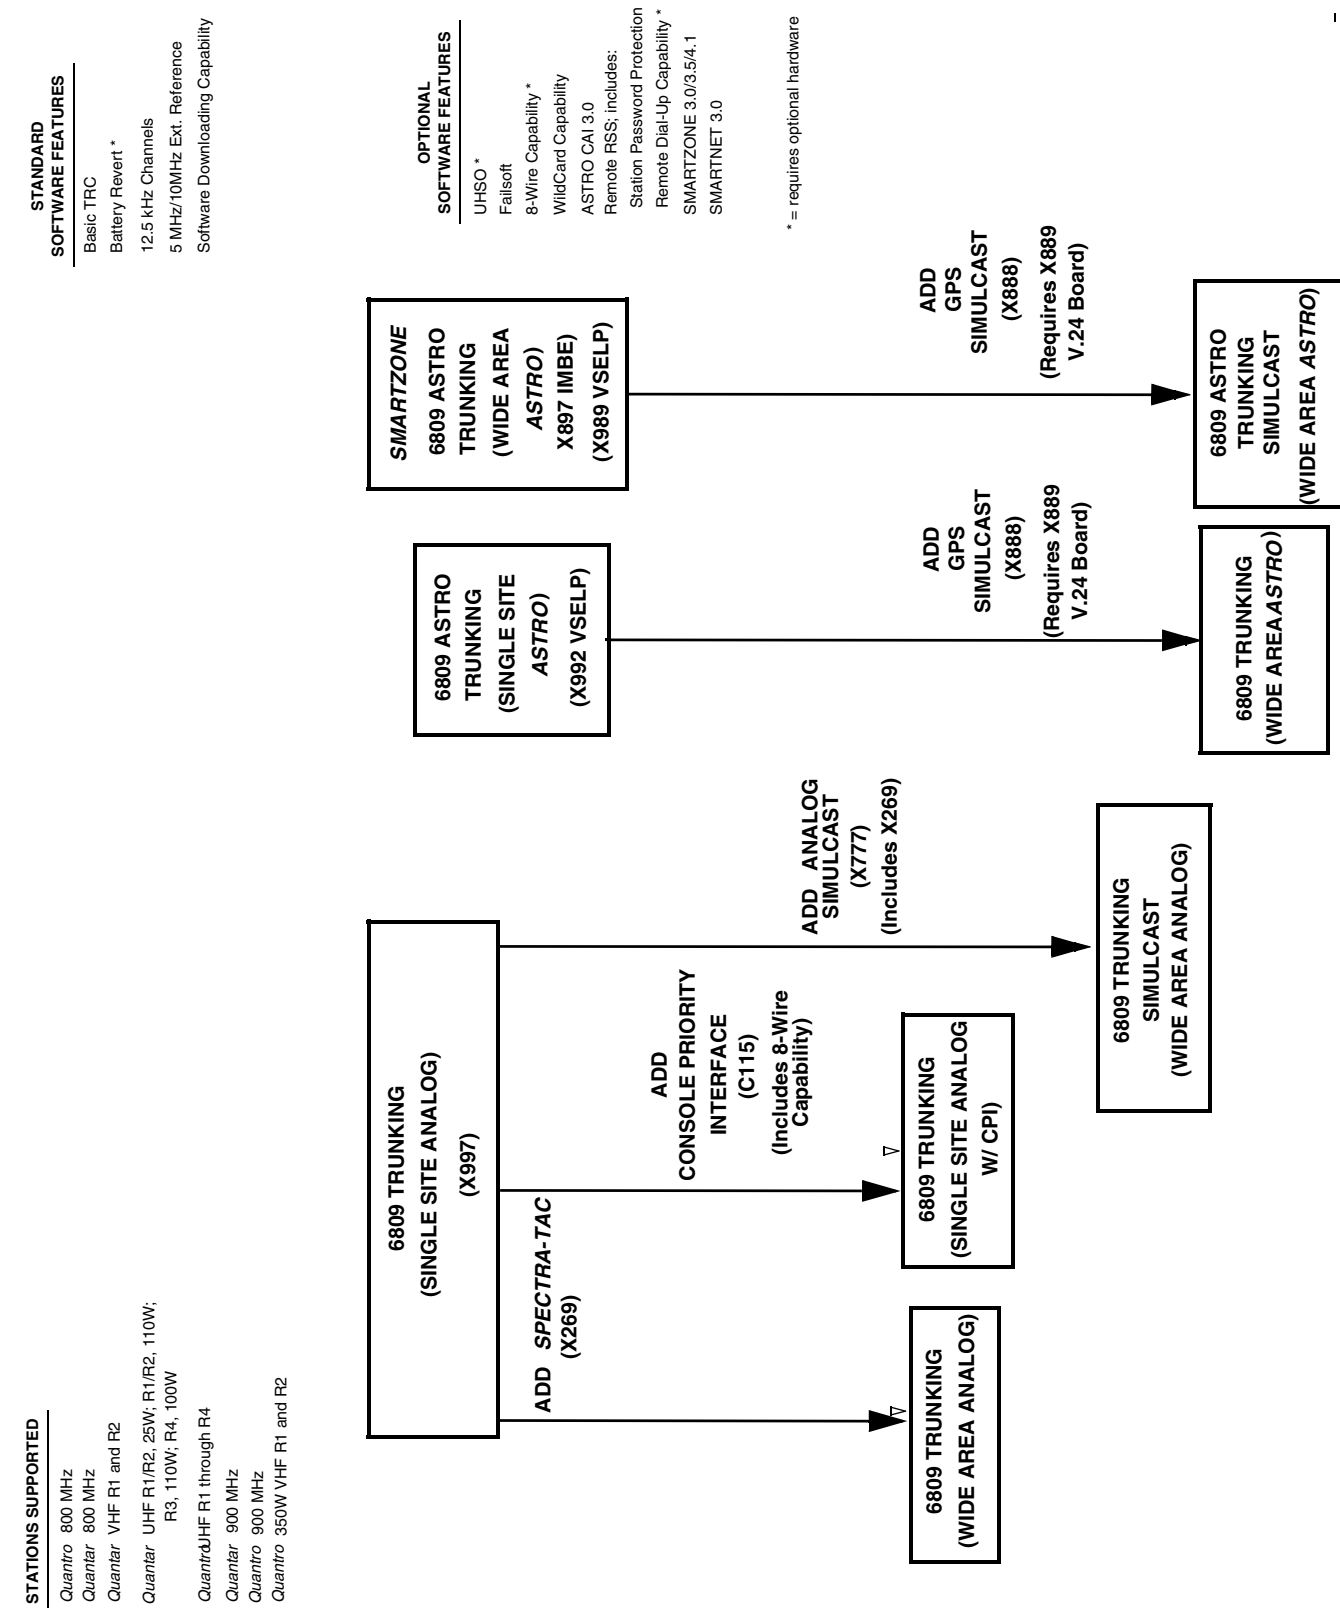 STATIONS SUPPORTED
Quantro 800 MHz
Quantar 800 MHz
Quantar VHF R1 and R2
Quantar UHF R1/R2, 25W; R1/R2, 110W;
R3, 110W; R4, 100W
Quantro UHF R1 through R4
Quantar 900 MHz
Quantro 900 MHz
Quantro 350W VHF R1 and R2
STANDARD
SOFTWARE FEATURES
Basic TRC
Battery Revert *
12.5 kHz Channels
5 MHz/10MHz Ext. Reference
Software Downloading Capability
OPTIONAL
SOFTWARE FEATURES
UHSO *
Failsoft
8-Wire Capability *
WildCard Capability
ASTRO CAI 3.0
Remote RSS; includes:
Station Password Protection
Remote Dial-Up Capability *
SMARTZONE 3.0/3.5/4.1
SMARTNET 3.0
* = requires optional hardware
6809 TRUNKING
(SINGLE SITE ANALOG)
(X997)
ADD SPECTRA-TAC
(X269)
6809 TRUNKING
(WIDE AREA ANALOG)
ADD
CONSOLE PRIORITY
INTERFACE
(C115)
(Includes 8-Wire
Capability)
6809 TRUNKING
(SINGLE SITE ANALOG
W/ CPI)
ADD ANALOG
SIMULCAST
(X777)
(Includes X269)
6809 TRUNKING
SIMULCAST
(WIDE AREA ANALOG)
6809 ASTRO
TRUNKING
(SINGLE SITE
ASTRO)
(X992 VSELP)
ADD
GPS
SIMULCAST
(X888)
(Requires X889
V.24 Board)
6809 TRUNKING
(WIDE AREAASTRO)
SMARTZONE
6809 ASTRO
TRUNKING
(WIDE AREA
ASTRO)
X897 IMBE)
(X989 VSELP)
ADD
GPS
SIMULCAST
(X888)
(Requires X889
V.24 Board)
6809 ASTRO
TRUNKING
SIMULCAST
(WIDE AREA ASTRO)